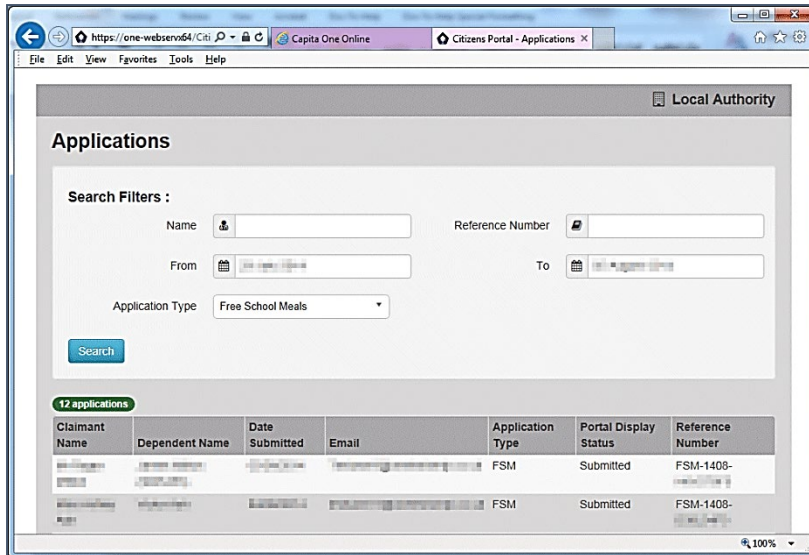 https://one-webservx64/Citi
Capita One Online
Citizens Portal - Applications
File Edit View Favorites Tools Help
Local Authority
Applications
Search Filters :
Name
Reference Number
From
To
Application Type
Free School Meals
Search
12 applications
Claimant Name Dependent Name Date Submitted Email Application Type Portal Display Status Reference Number
FSM Submitted FSM-1408-
FSM Submitted FSM-1408-
100%